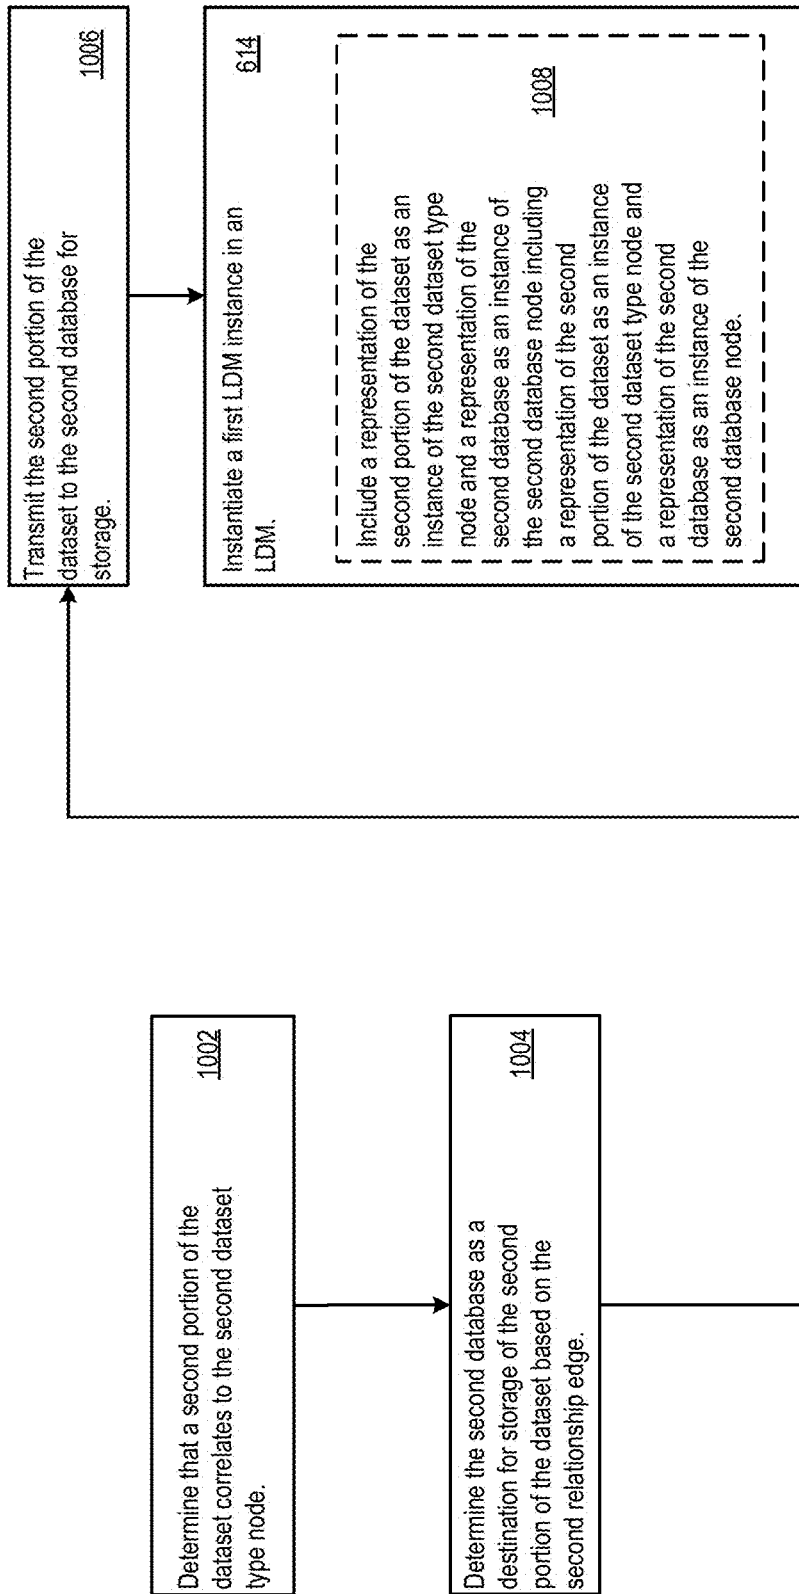 Determine that a second portion of the
dataset correlates to the second dataset
type node.
1002
Determine the second database as a
destination for storage of the second
portion of the dataset based on the
second relationship edge.
1004
Transmit the second portion of the
dataset to the second database for
storage.
1006
Instantiate a first LDM instance in an
LDM.
614
Include a representation of the
second portion of the dataset as an
instance of the second dataset type
node and a representation of the
second database as an instance of
the second database node including
a representation of the second
portion of the dataset as an instance
of the second dataset type node and
a representation of the second
database as an instance of the
second database node.
1008